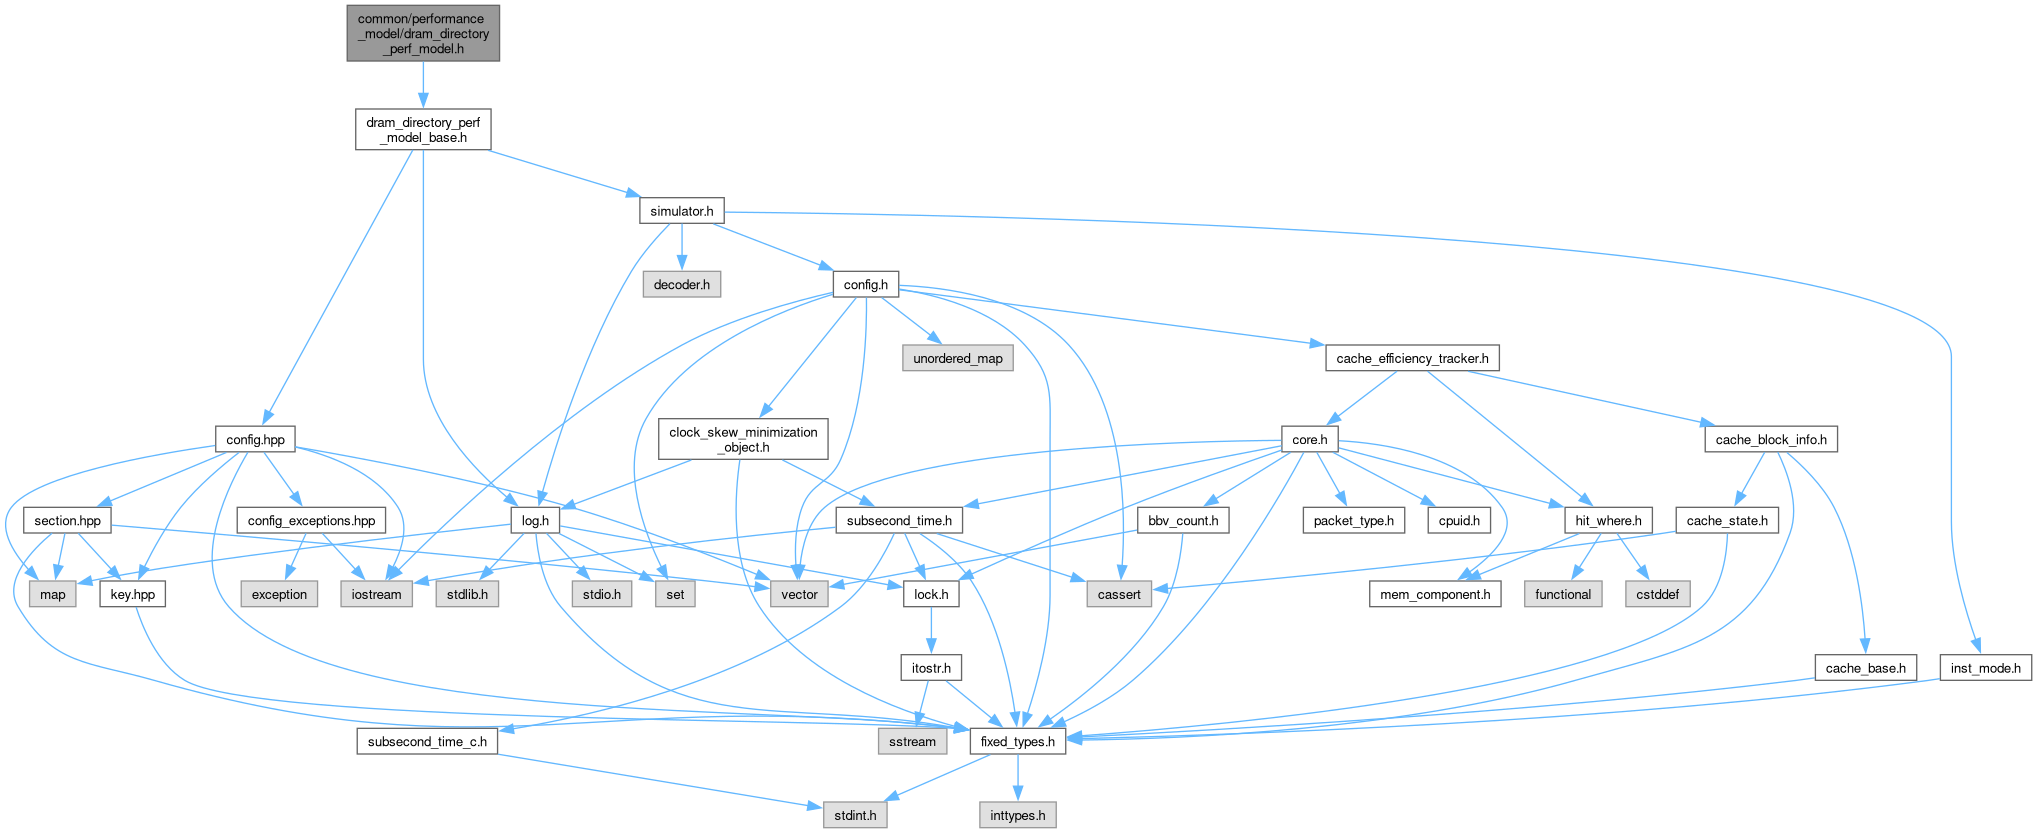 common/performance
_model/dram_directory
_perf_model.h
dram_directory_perf
_model_base.h
simulator.h
decoder.h
config.h
unordered_map
cache_efficiency_tracker.h
config.hpp
clock_skew_minimization
_object.h
core.h
cache_block_info.h
section.hpp
config_exceptions.hpp
log.h
subsecond_time.h
bbv_count.h
packet_type.h
cpuid.h
hit_where.h
cache_state.h
map
key.hpp
exception
iostream
stdlib.h
stdio.h
set
vector
lock.h
cassert
mem_component.h
functional
cstddef
itostr.h
cache_base.h
inst_mode.h
subsecond_time_c.h
sstream
fixed_types.h
stdint.h
inttypes.h